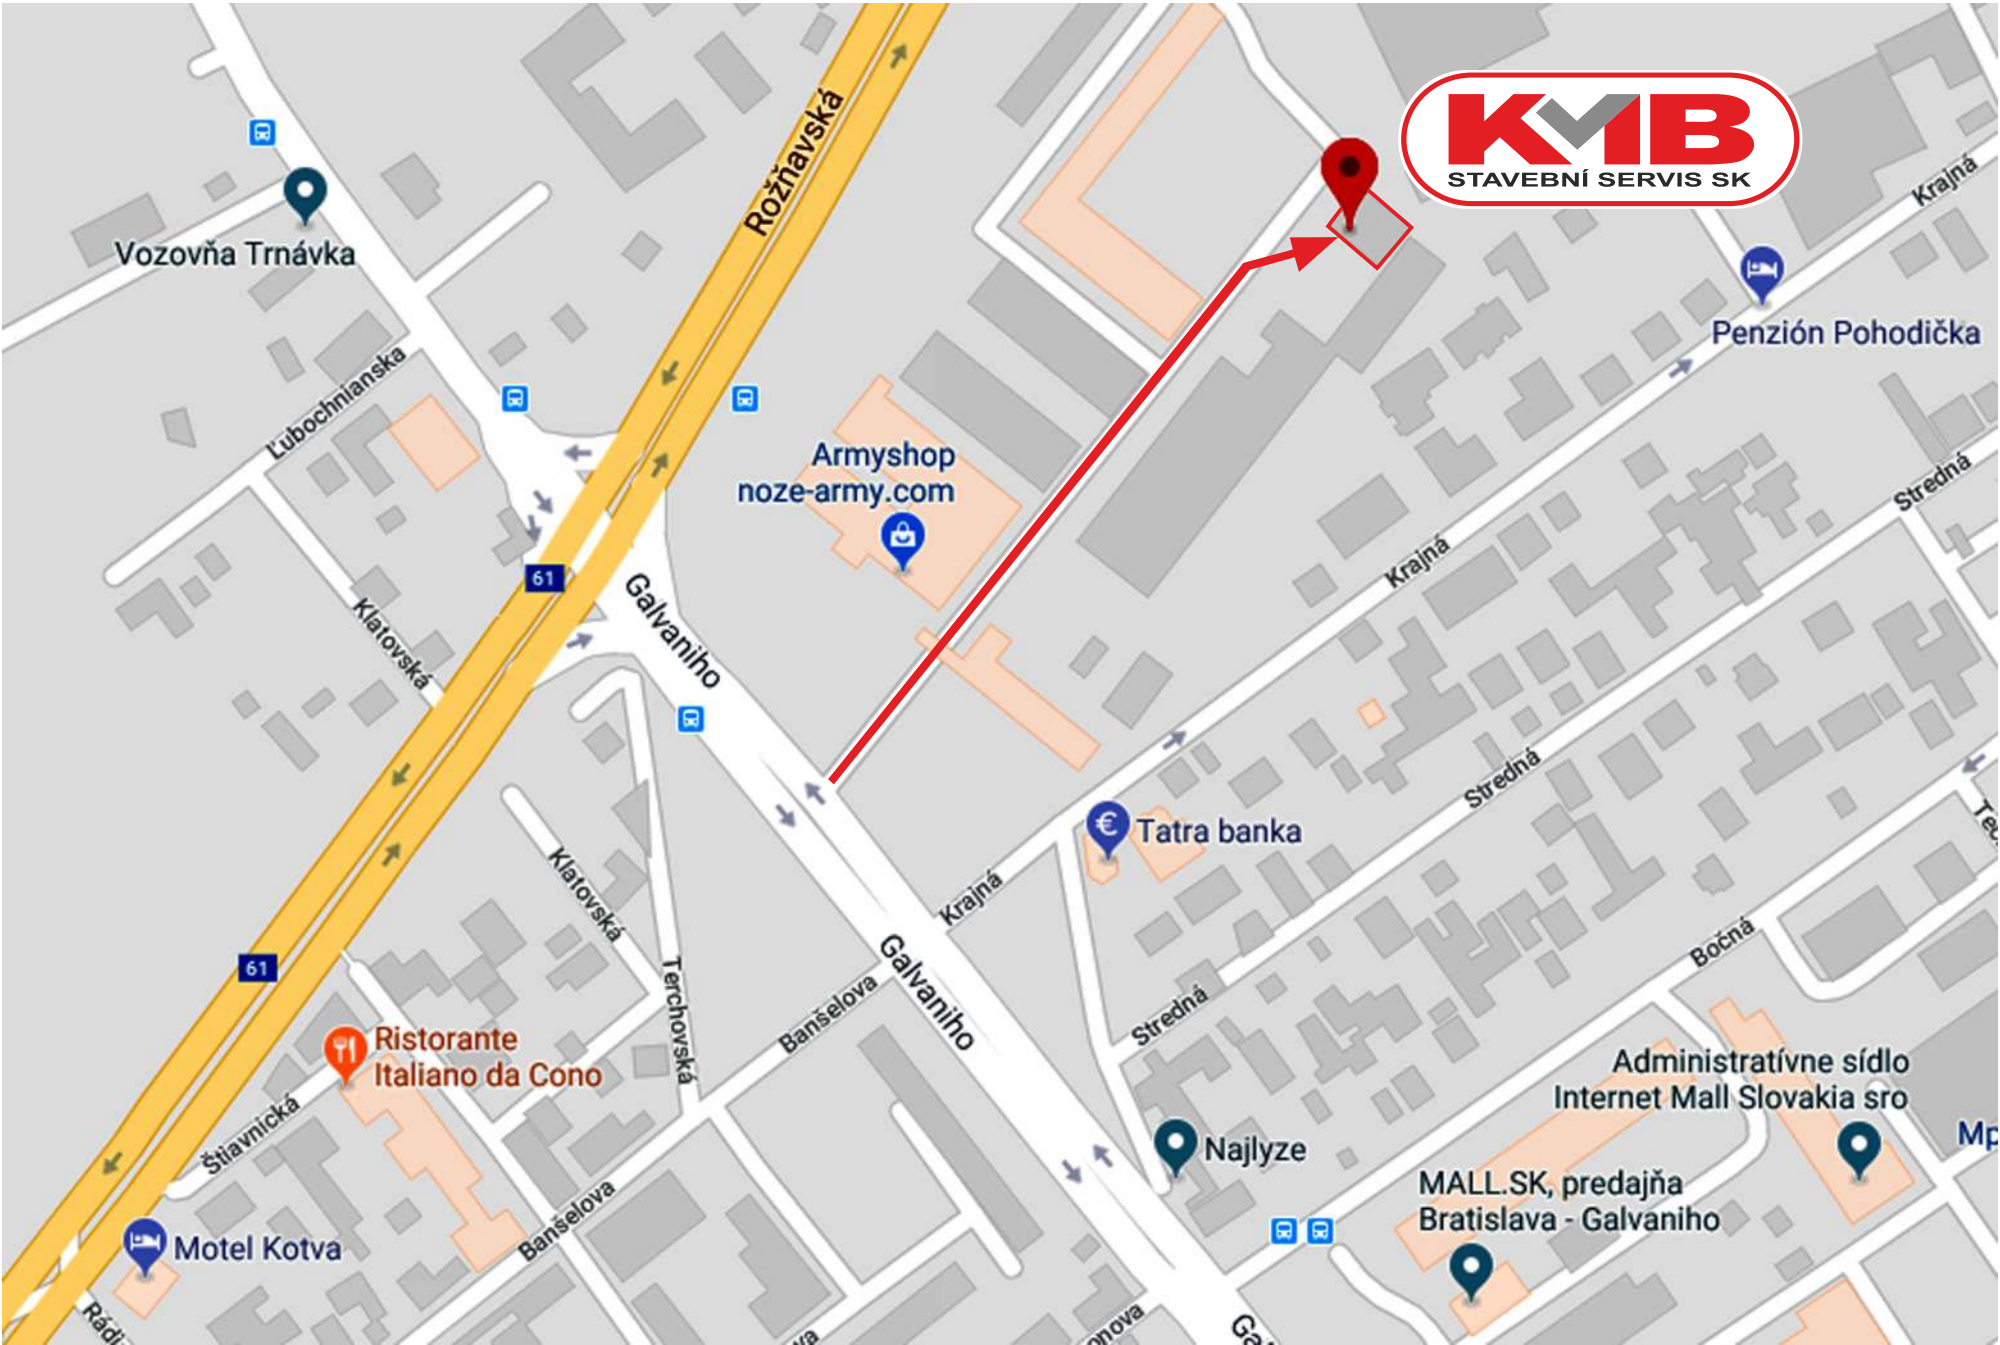 KMB
STAVEBNÍ SERVIS SK
Rožňavská
Krajná
Vozovňa Trnávka
Penzión Pohodička
Ľubochnianska
Armyshop
noze-army.com
Stredná
61
Krajná
Galvaniho
Klatovská
Stredná
Tatra banka
Klatovská
Krajná
Bočná
61
Galvaniho
Terchovská
Banšelova
Stredná
Ristorante
Italiano da Cono
Administratívne sídlo
Internet Mall Slovakia sro
Štiavnická
Najlyze
MALL.SK, predajňa
Bratislava - Galvaniho
Banšelova
Motel Kotva